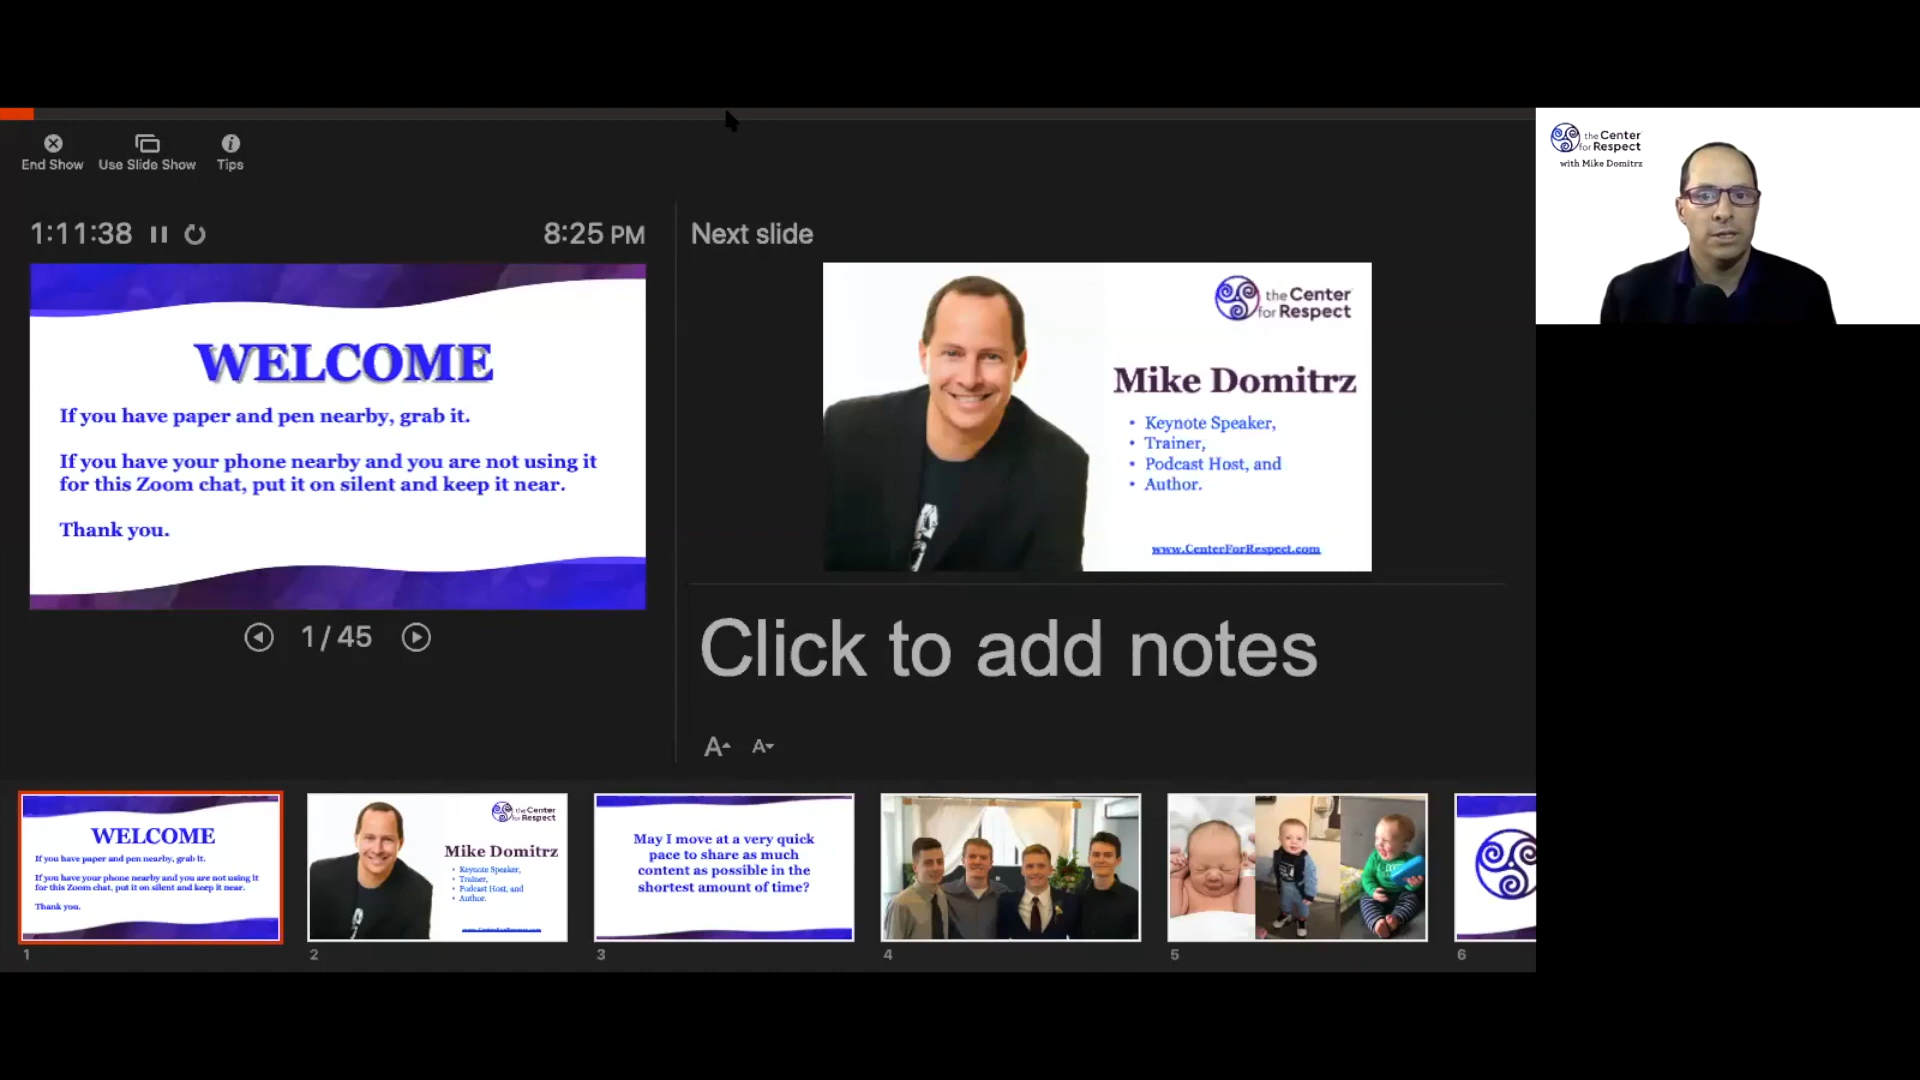 End Show
Use Slide Show
Tips
1:11:38
8:25 PM
WELCOME
If you have paper and pen nearby, grab it.
If you have your phone nearby and you are not using it
for this Zoom chat, put it on silent and keep it near.
Thank you.
1 / 45
Next slide
the Center
for Respect
Mike Domitrz
• Keynote Speaker,
• Trainer,
• Podcast Host, and
• Author.
www.CenterForRespect.com
Click to add notes
A
A
the Center
for Respect
with Mike Domitrz
WELCOME
If you have paper and pen nearby, grab it.
If you have your phone nearby and you are not using it
for this Zoom chat, put it on silent and keep it near.
Thank you.
1
the Center
for Respect
Mike Domitrz
• Keynote Speaker,
• Trainer,
• Podcast Host, and
• Author.
www.CenterForRespect.com
2
May I move at a very quick
pace to share as much
content as possible in the
shortest amount of time?
3
4
5
6